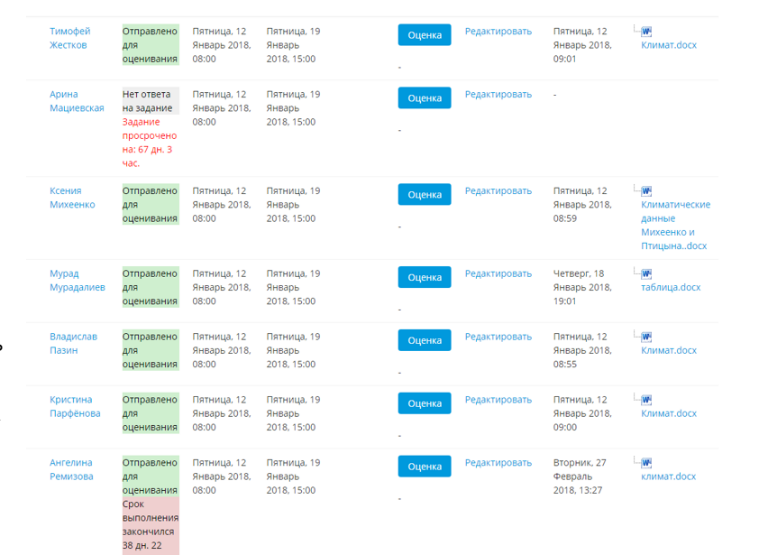 Тимофей Жестков
Отправлено для оценивания
Пятница, 12 Январь 2018, 08:00
Пятница, 19 Январь 2018, 15:00
Оценка
-
Редактировать
Пятница, 12 Январь 2018, 09:01
Климат.docx
Арина Мациевская
Нет ответа на задание
Задание просрочено на: 67 дн. 3 час.
Пятница, 12 Январь 2018, 08:00
Пятница, 19 Январь 2018, 15:00
Оценка
-
Редактировать
-
Ксения Михеенко
Отправлено для оценивания
Пятница, 12 Январь 2018, 08:00
Пятница, 19 Январь 2018, 15:00
Оценка
-
Редактировать
Пятница, 12 Январь 2018, 08:59
Климатические данные Михеенко и Птицына..docx
Мурад Мурадалиев
Отправлено для оценивания
Пятница, 12 Январь 2018, 08:00
Пятница, 19 Январь 2018, 15:00
Оценка
-
Редактировать
Четверг, 18 Январь 2018, 19:01
таблица.docx
Владислав Пазин
Отправлено для оценивания
Пятница, 12 Январь 2018, 08:00
Пятница, 19 Январь 2018, 15:00
Оценка
-
Редактировать
Пятница, 12 Январь 2018, 08:55
Климат.docx
Кристина Парфёнова
Отправлено для оценивания
Пятница, 12 Январь 2018, 08:00
Пятница, 19 Январь 2018, 15:00
Оценка
-
Редактировать
Пятница, 12 Январь 2018, 09:00
Климат.docx
Ангелина Ремизова
Отправлено для оценивания
Срок выполнения закончился 38 дн. 22
Пятница, 12 Январь 2018, 08:00
Пятница, 19 Январь 2018, 15:00
Оценка
-
Редактировать
Вторник, 27 Февраль 2018, 13:27
климат.docx